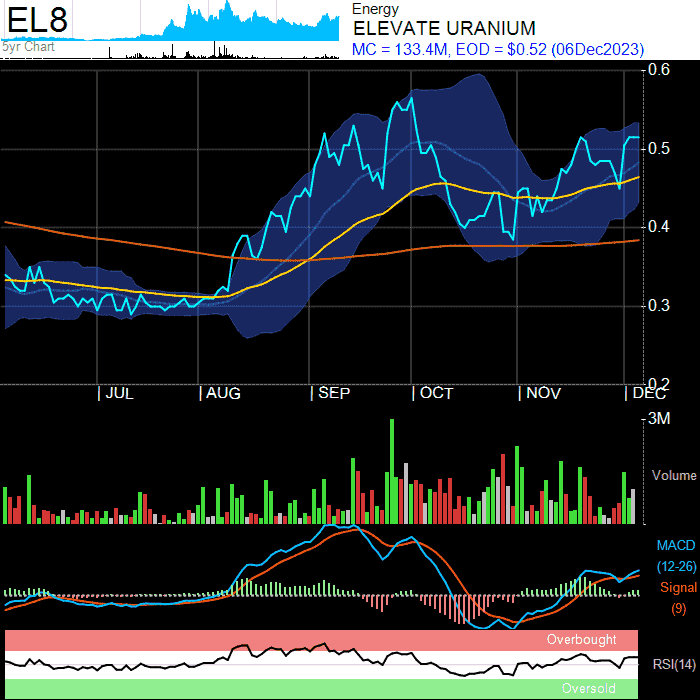 EL8
5yr Chart
Energy
ELEVATE URANIUM
MC = 133.4M, EOD = $0.52 (06Dec2023)
0.6
0.5
0.4
0.3
0.2
JUL AUG SEP OCT NOV DEC
3M
Volume
MACD
(12-26)
Signal
(9)
Overbought
RSI(14)
Oversold